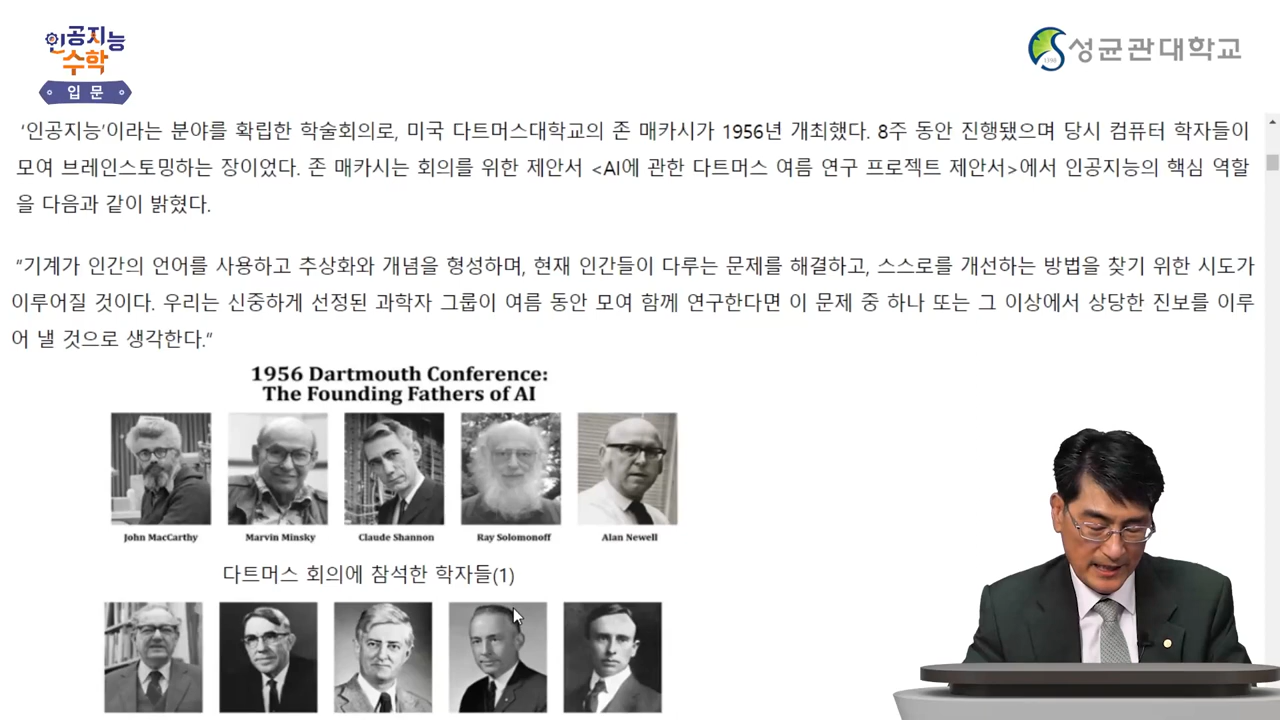 인공지능
수학
입문
성균관대학교
1398
'인공지능'이라는 분야를 확립한 학술회의로, 미국 다트머스대학교의 존 매카시가 1956년 개최했다. 8주 동안 진행됐으며 당시 컴퓨터 학자들이
모여 브레인스토밍하는 장이었다. 존 매카시는 회의를 위한 제안서 <AI에 관한 다트머스 여름 연구 프로젝트 제안서>에서 인공지능의 핵심 역할
을 다음과 같이 밝혔다.
"기계가 인간의 언어를 사용하고 추상화와 개념을 형성하며, 현재 인간들이 다루는 문제를 해결하고, 스스로를 개선하는 방법을 찾기 위한 시도가
이루어질 것이다. 우리는 신중하게 선정된 과학자 그룹이 여름 동안 모여 함께 연구한다면 이 문제 중 하나 또는 그 이상에서 상당한 진보를 이루
어 낼 것으로 생각한다."
1956 Dartmouth Conference:
The Founding Fathers of AI
John MacCarthy
Marvin Minsky
Claude Shannon
Ray Solomonoff
Alan Newell
다트머스 회의에 참석한 학자들(1)